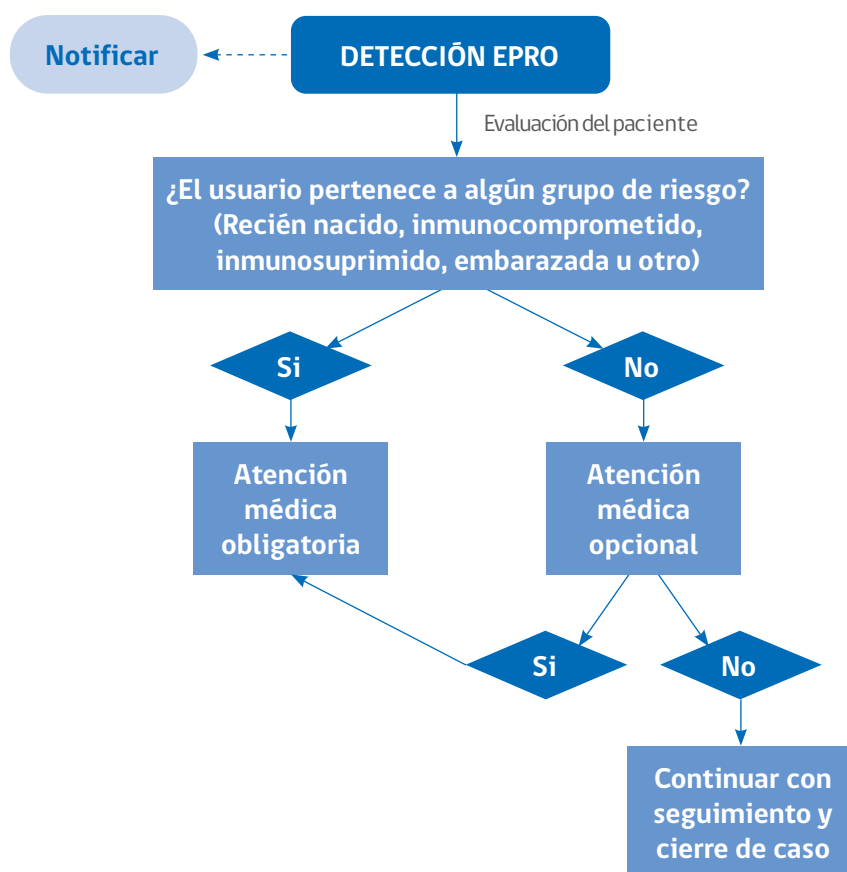 Notificar
DETECCIÓN EPRO
Evaluación del paciente
¿El usuario pertenece a algún grupo de riesgo?
(Recién nacido, inmunocomprometido,
inmunosuprimido, embarazada u otro)
Si
No
Atención
médica
obligatoria
Atención
médica
opcional
Si
No
Continuar con
seguimiento y
cierre de caso